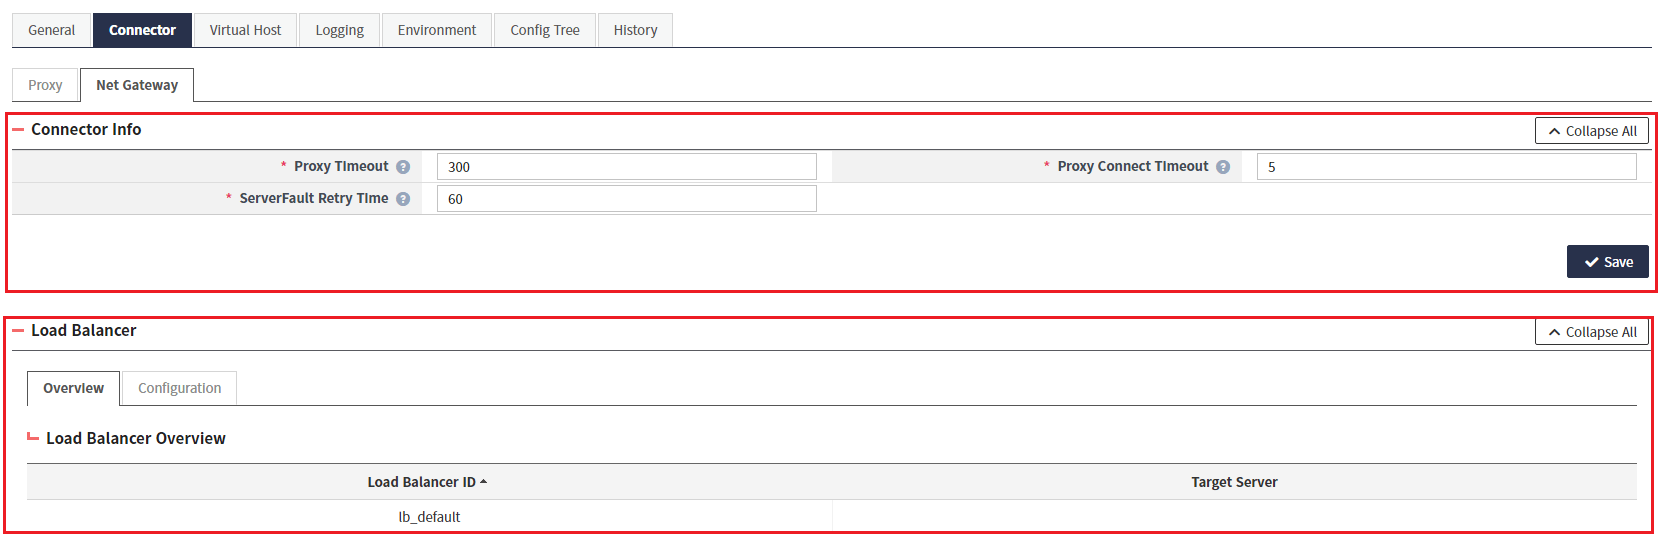 General Connector Virtual Host Logging Environment Config Tree History
Proxy Net Gateway
Connector Info Collapse All
* Proxy Timeout ? 300 * Proxy Connect Timeout ? 5
* ServerFault Retry Time ? 60
Save
Load Balancer Collapse All
Overview Configuration
Load Balancer Overview
Load Balancer ID Target Server
lb_default